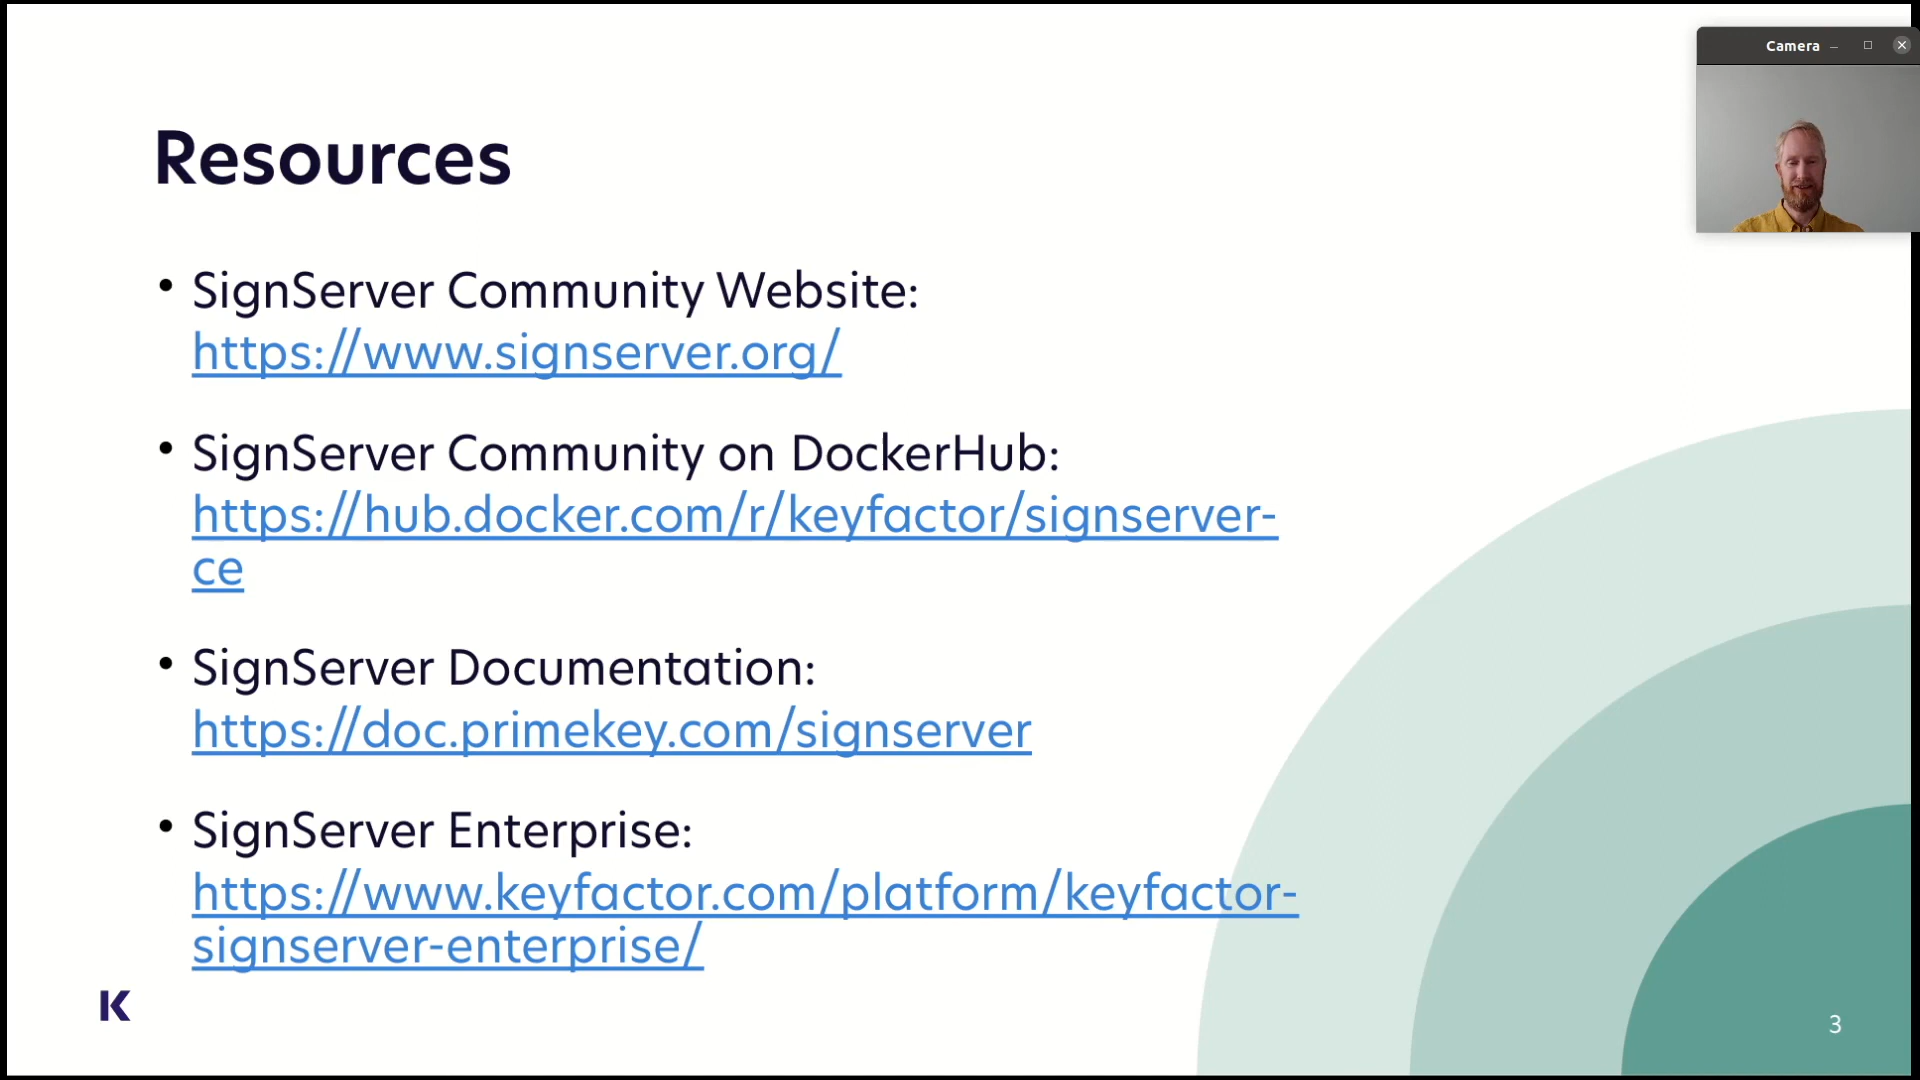 Camera
Resources
• SignServer Community Website:
https://www.signserver.org/
• SignServer Community on DockerHub:
https://hub.docker.com/r/keyfactor/signserver-
ce
• SignServer Documentation:
https://doc.primekey.com/signserver
• SignServer Enterprise:
https://www.keyfactor.com/platform/keyfactor-
signserver-enterprise/
K
3